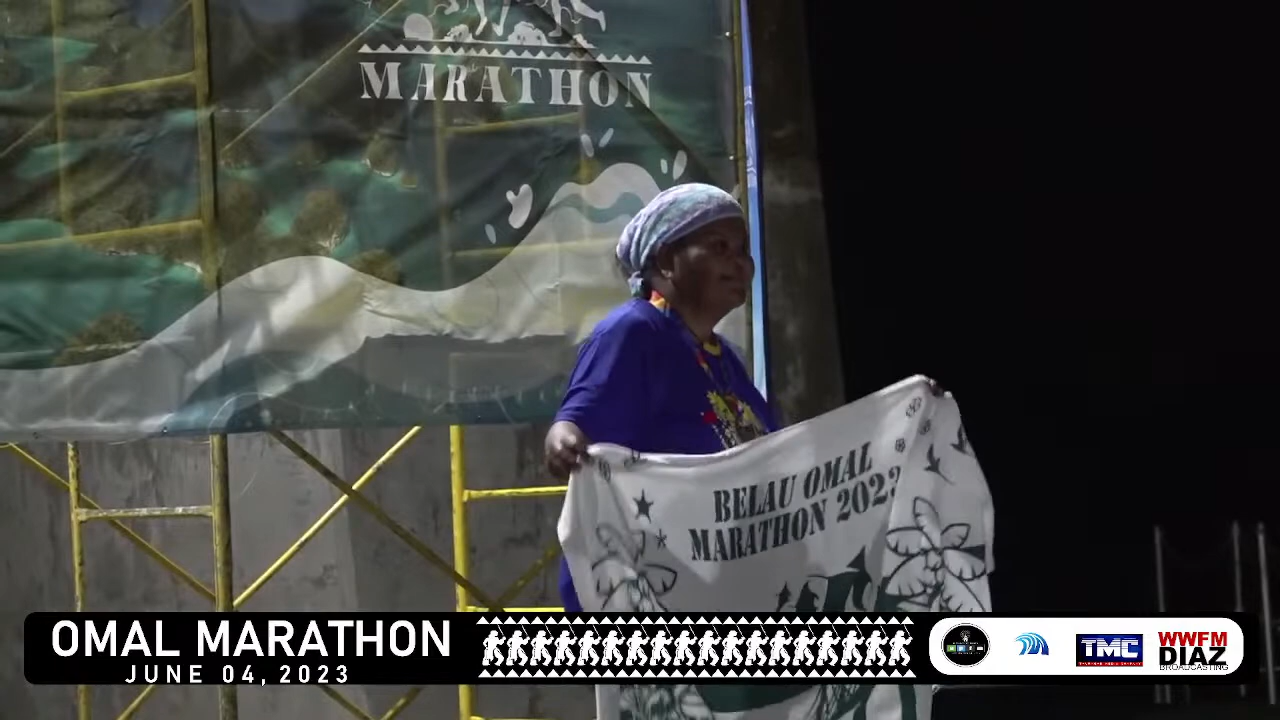 MARATHON
BELAU OMAL
MARATHON 2023
OMAL MARATHON
JUNE 04, 2023
TMC
WWFM
DIAZ
BROADCASTING